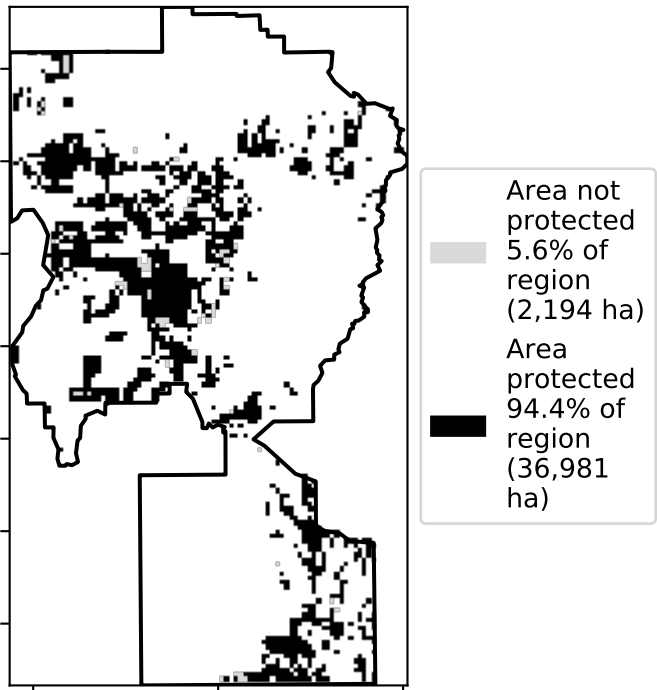 Area not
protected
5.6% of
region
(2,194 ha)
Area
protected
94.4% of
region
(36,981
ha)